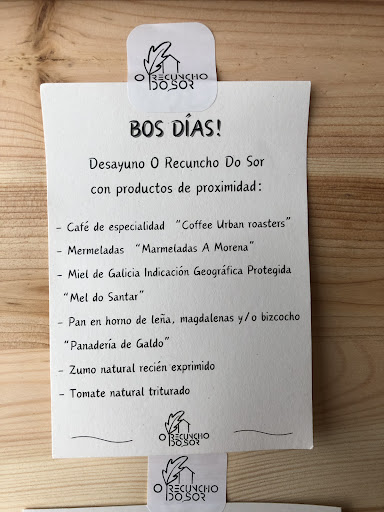 O RECUNCHO
DO SOR
BOS DÍAS!
Desayuno O Recuncho Do Sor
con productos de proximidad:
- Café de especialidad "Coffee Urban roasters"
- Mermeladas "Marmeladas A Morena"
- Miel de Galicia Indicación Geográfica Protegida
"Mel do Santar"
- Pan en horno de leña, magdalenas y/o bizcocho
"Panadería de Galdo"
- Zumo natural recién exprimido
- Tomate natural triturado
O RECUNCHO
DO SOR
O RECUNCHO
DO SOR